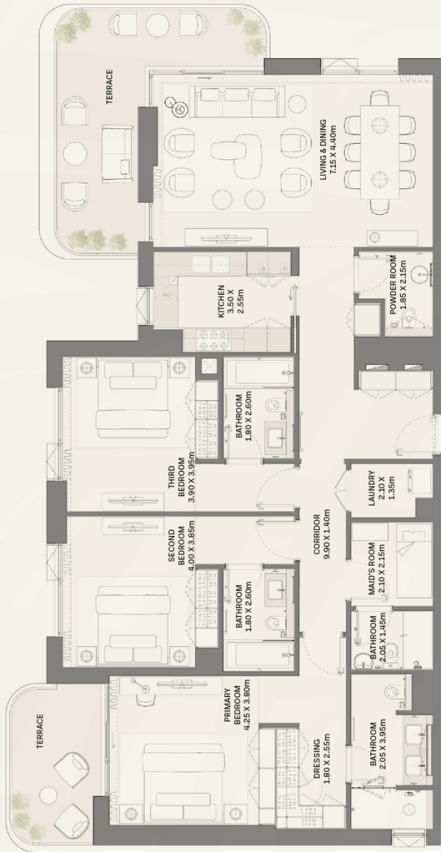 TERRACE
LIVING & DINING
7.15 X 4.40m
KITCHEN
3.50 X
2.55m
POWDER ROOM
1.85 X 2.15m
THIRD
BEDROOM
3.90 X 3.95m
BATHROOM
1.80 X 2.60m
LAUNDRY
2.10 X
1.35m
SECOND
BEDROOM
4.00 X 3.85m
CORRIDOR
9.90 X 1.40m
MAID'S ROOM
2.10 X 2.15m
BATHROOM
1.80 X 2.60m
BATHROOM
2.05 X 1.45m
TERRACE
PRIMARY
BEDROOM
4.25 X 3.80m
DRESSING
1.80 X 2.55m
BATHROOM
2.05 X 3.95m